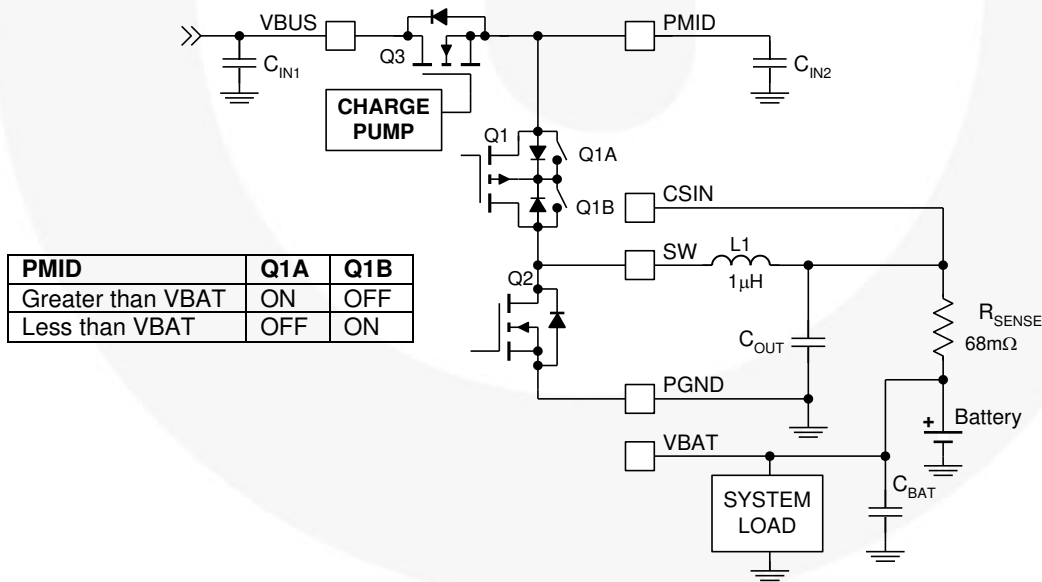 VBUS
PMID
Q3
C_IN1
C_IN2
CHARGE
PUMP
Q1
Q1A
Q1B
CSIN
SW
L1
1µH
Q2
R_SENSE
68mΩ
C_OUT
PGND
+
Battery
VBAT
C_BAT
SYSTEM
LOAD
PMID Q1A Q1B
Greater than VBAT ON OFF
Less than VBAT OFF ON